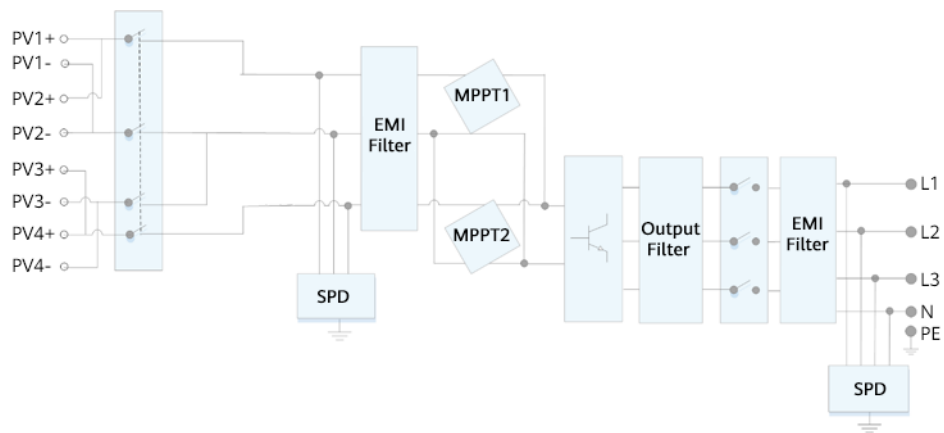 PV1+
PV1-
PV2+
PV2-
PV3+
PV3-
PV4+
PV4-
EMI
Filter
MPPT1
MPPT2
SPD
Output
Filter
EMI
Filter
L1
L2
L3
N
PE
SPD